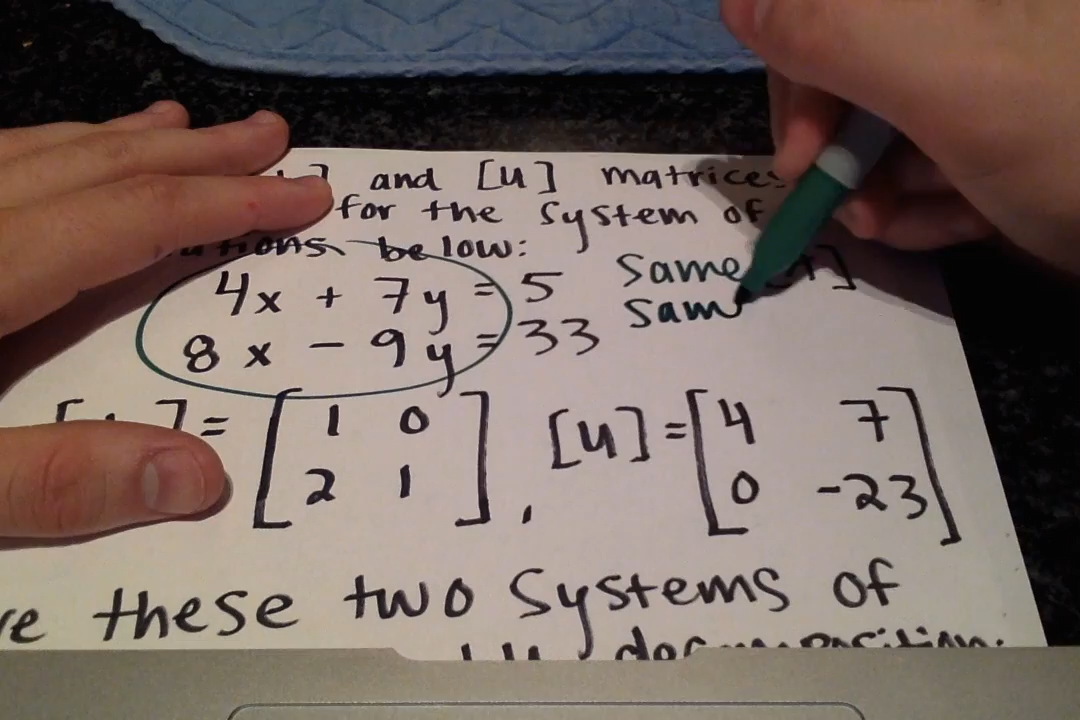 and [U] matrices
for the system of
below:
4x + 7y = 5 same
8x - 9y = 33 sam
= [1 0 2 1], [U] = [4 7 0 -23]
these two systems of